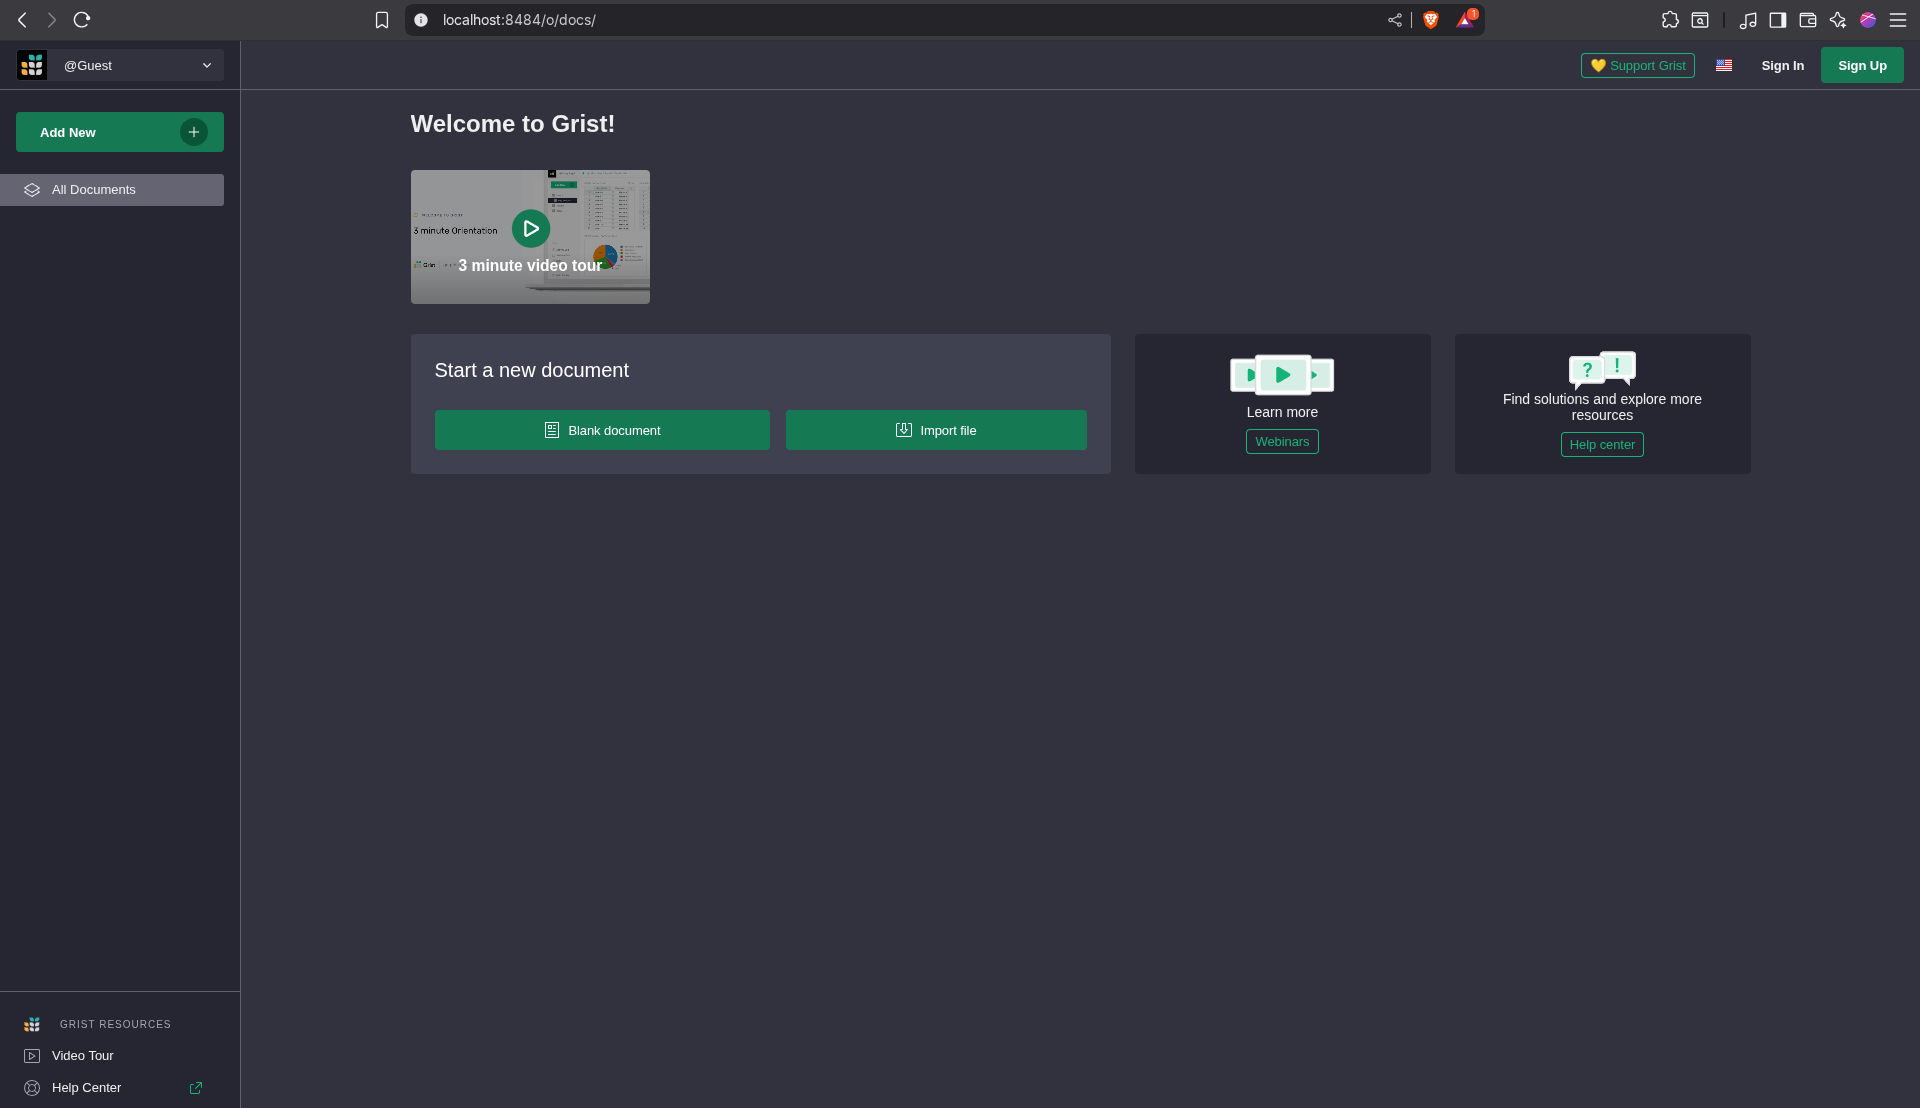 localhost:8484/o/docs/
1
@Guest
💛 Support Grist
Sign In
Sign Up
Add New
All Documents
Welcome to Grist!
3 minute Orientation
Grist
3 minute video tour
Start a new document
Blank document
Import file
Learn more
Webinars
? !
Find solutions and explore more
resources
Help center
GRIST RESOURCES
Video Tour
Help Center